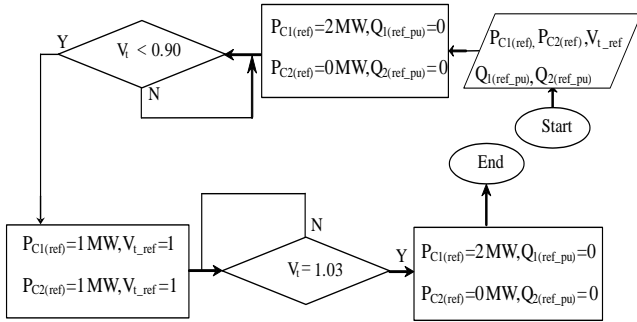 Start
P_C1(ref), P_C2(ref), V_t_ref
Q_1(ref_pu), Q_2(ref_pu)
P_C1(ref)=2MW,Q_1(ref_pu)=0
P_C2(ref)=0MW,Q_2(ref_pu)=0
V_t < 0.90
Y
N
P_C1(ref)=1MW,V_t_ref=1
P_C2(ref)=1MW,V_t_ref=1
V_t = 1.03
N
Y
P_C1(ref)=2MW,Q_1(ref_pu)=0
P_C2(ref)=0MW,Q_2(ref_pu)=0
End